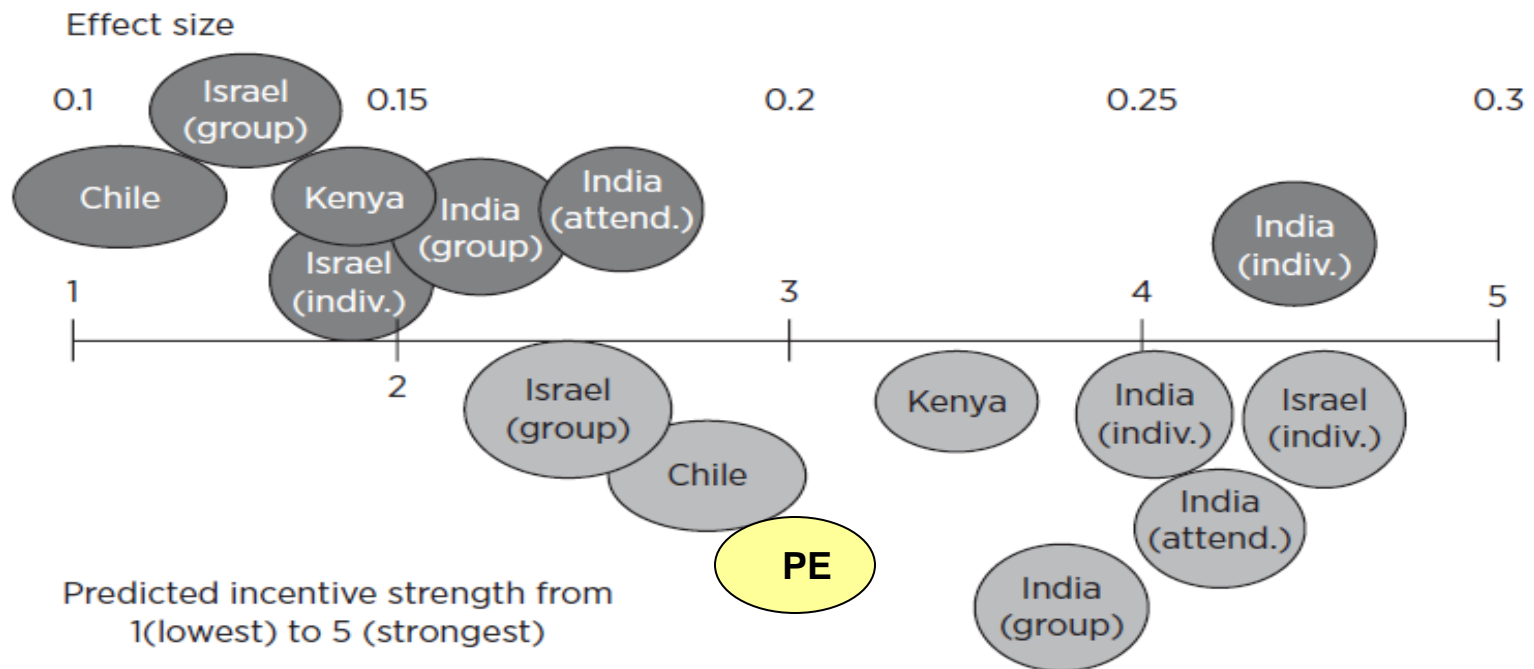 Effect size
0.1
Israel
(group)
0.15
0.2
0.25
0.3
Chile
Kenya
India
(group)
India
(attend.)
India
(indiv.)
Israel
(indiv.)
1
3
4
5
2
Israel
(group)
Kenya
India
(indiv.)
Israel
(indiv.)
Chile
India
(attend.)
PE
India
(group)
Predicted incentive strength from
1(lowest) to 5 (strongest)